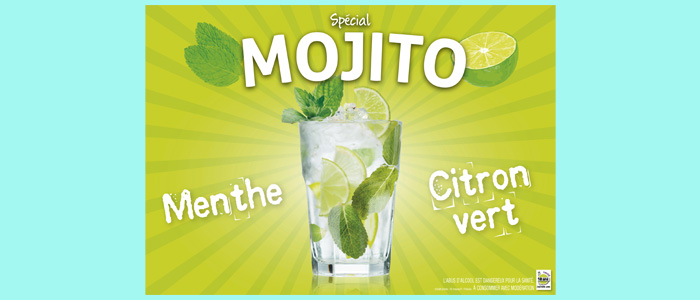 Spécial
MOJITO
Menthe
Citron
vert
L'ABUS D'ALCOOL EST DANGEREUX POUR LA SANTÉ,
À CONSOMMER AVEC MODÉRATION